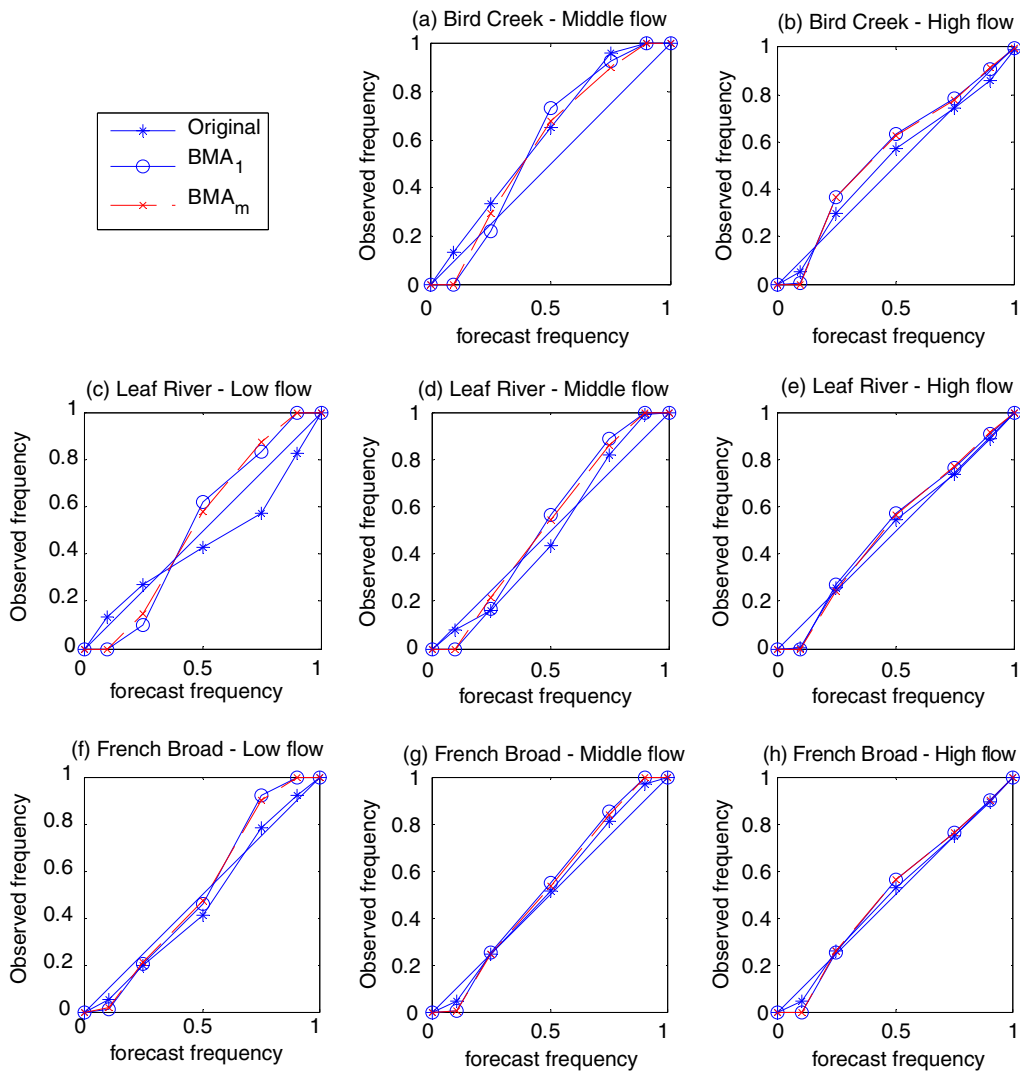 (a) Bird Creek - Middle flow
(b) Bird Creek - High flow
Original
BMA1
BMAm
Observed frequency
1
0.8
0.6
0.4
0.2
0
0
0.5
1
forecast frequency
Observed frequency
1
0.8
0.6
0.4
0.2
0
0
0.5
1
forecast frequency
(c) Leaf River - Low flow
(d) Leaf River - Middle flow
(e) Leaf River - High flow
Observed frequency
1
0.8
0.6
0.4
0.2
0
0
0.5
1
forecast frequency
Observed frequency
1
0.8
0.6
0.4
0.2
0
0
0.5
1
forecast frequency
Observed frequency
1
0.8
0.6
0.4
0.2
0
0
0.5
1
forecast frequency
(f) French Broad - Low flow
(g) French Broad - Middle flow
(h) French Broad - High flow
Observed frequency
1
0.8
0.6
0.4
0.2
0
0
0.5
1
forecast frequency
Observed frequency
1
0.8
0.6
0.4
0.2
0
0
0.5
1
forecast frequency
Observed frequency
1
0.8
0.6
0.4
0.2
0
0
0.5
1
forecast frequency